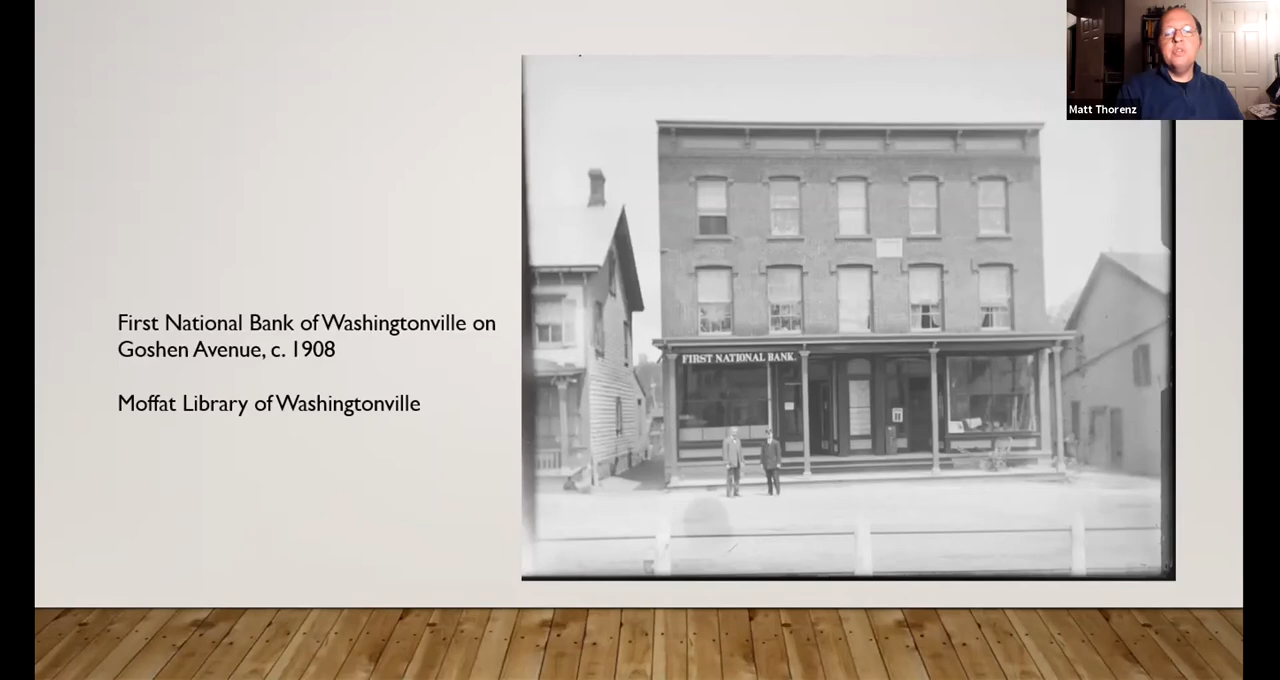 First National Bank of Washingtonville on
Goshen Avenue, c. 1908
Moffat Library of Washingtonville
FIRST NATIONAL BANK.
Matt Thorenz